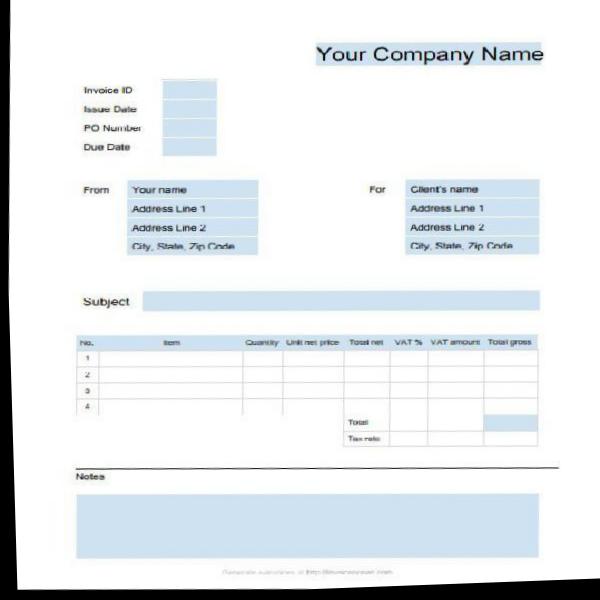 Your Company Name
Invoice ID
Issue Date
PO Number
Due Date
From Your name For Client's name
Address Line 1 Address Line 1
Address Line 2 Address Line 2
City, State, Zip Code City, State, Zip Code
Subject
No. Item Quantity Unit net price Total net VAT % VAT amount Total gross
1
2
3
4
Total
Tax rate
Notes